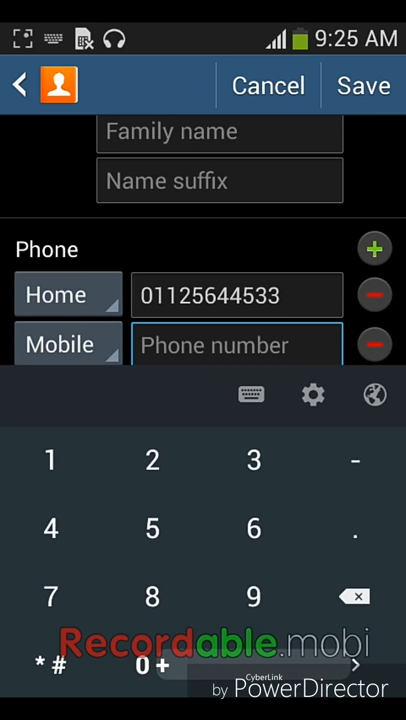 9:25 AM
Cancel Save
Family name
Name suffix
Phone
Home 01125644533
Mobile Phone number
1 2 3 -
4 5 6 .
7 8 9
* # 0 +
Recordable.mobi
CyberLink
by PowerDirector